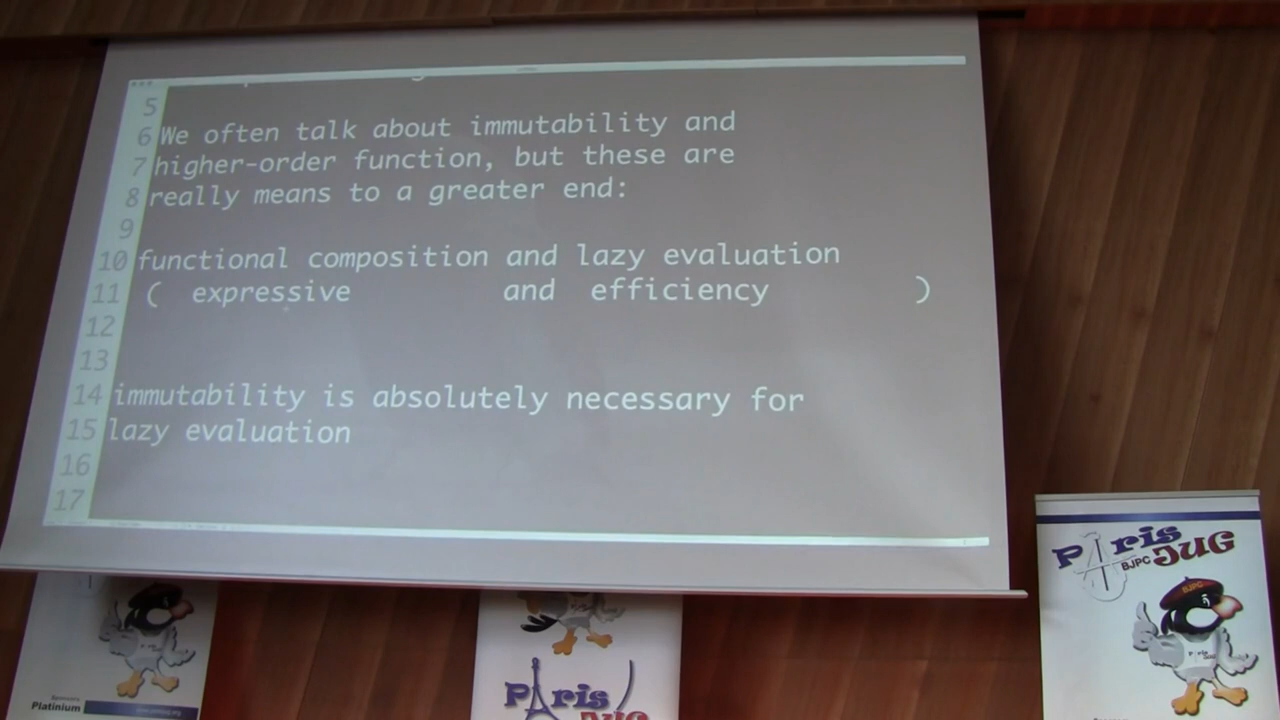 5
6 We often talk about immutability and
7 higher-order function, but these are
8 really means to a greater end:
9
10 functional composition and lazy evaluation
11 ( expressive and efficiency )
12
13
14 immutability is absolutely necessary for
15 lazy evaluation
16
17
Paris
BJPC JUG
BJPC
Platinium
Paris
JUG